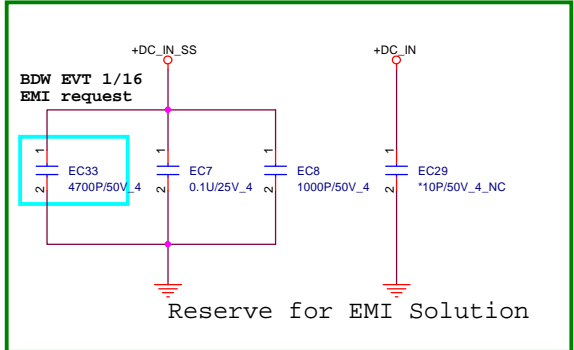 +DC_IN_SS
+DC_IN
BDW EVT 1/16
EMI request
1
1
1
1
EC33
EC7
EC8
EC29
4700P/50V_4
0.1U/25V_4
1000P/50V_4
*10P/50V_4_NC
2
2
2
2
Reserve for EMI Solution